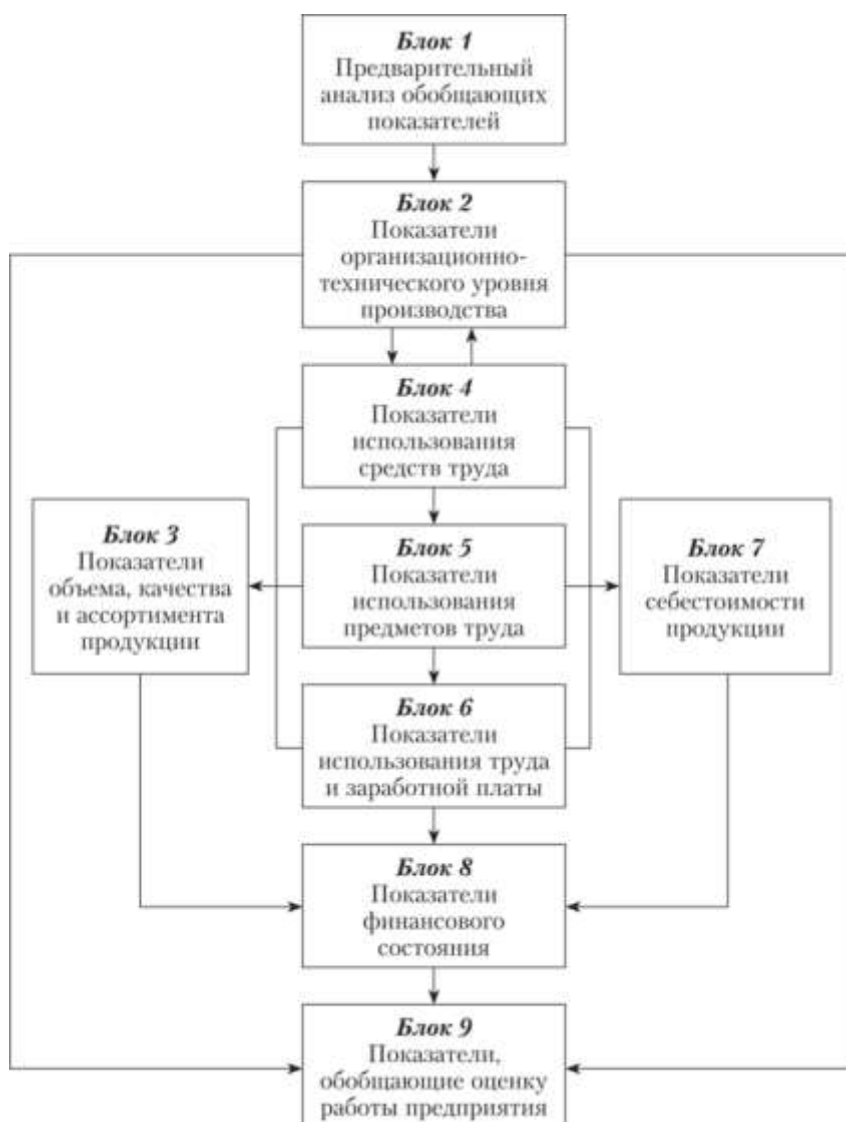 Блок 1
Предварительный
анализ обобщающих
показателей
Блок 2
Показатели
организационно-
технического уровня
производства
Блок 4
Показатели
использования
средств труда
Блок 3
Показатели
объема, качества
и ассортимента
продукции
Блок 5
Показатели
использования
предметов труда
Блок 7
Показатели
себестоимости
продукции
Блок 6
Показатели
использования труда
и заработной платы
Блок 8
Показатели
финансового
состояния
Блок 9
Показатели,
обобщающие оценку
работы предприятия